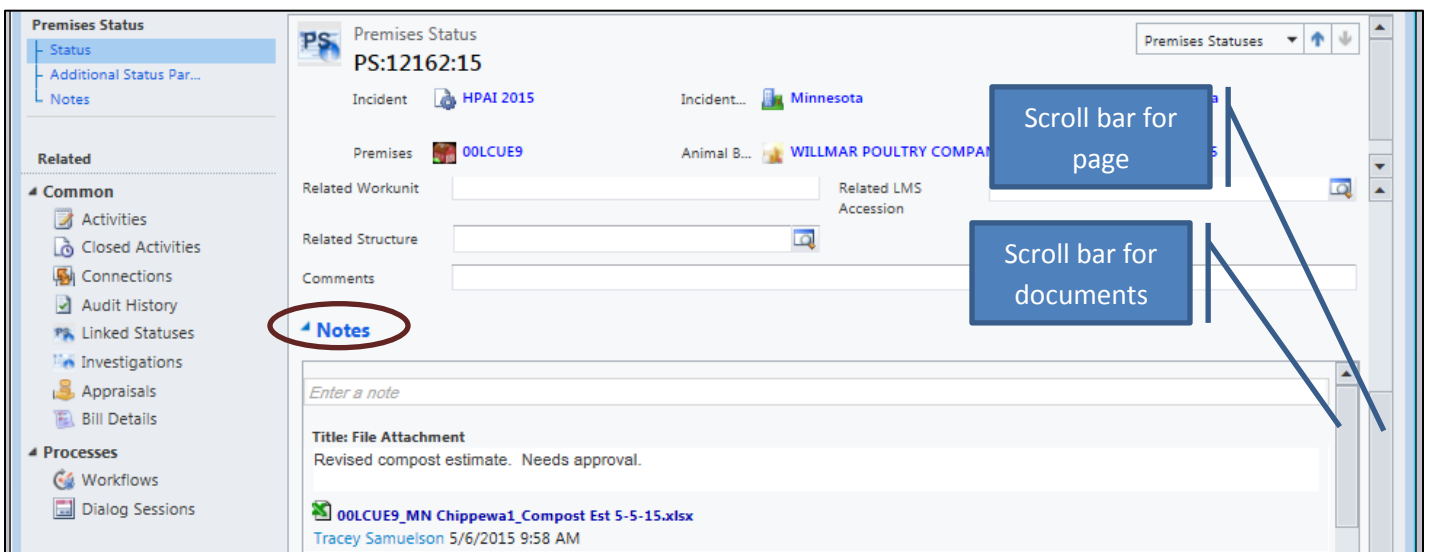 Premises Status
Status
Additional Status Par...
Notes
Related
Common
Activities
Closed Activities
Connections
Audit History
Linked Statuses
Investigations
Appraisals
Bill Details
Processes
Workflows
Dialog Sessions
PS
Premises Status
PS:12162:15
Premises Statuses
Incident HPAI 2015 Incident... Minnesota
Premises 00LCUE9 Animal B... WILLMAR POULTRY
Related Workunit
Related LMS
Accession
Related Structure
Comments
Scroll bar for
page
Scroll bar for
documents
Notes
Enter a note
Title: File Attachment
Revised compost estimate. Needs approval.
00LCUE9_MN Chippewa1_Compost Est 5-5-15.xlsx
Tracey Samuelson 5/6/2015 9:58 AM